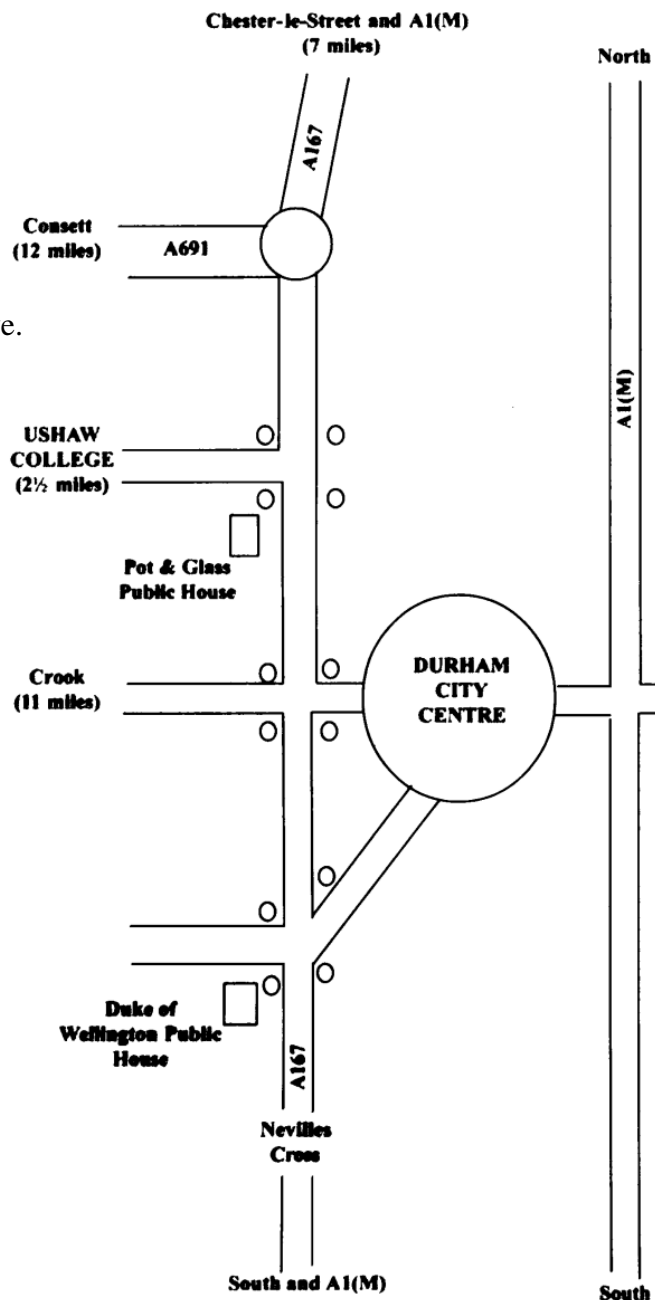 Chester-le-Street and A1(M)
(7 miles)
North
A167
Consett
(12 miles)
A691
e.
A1(M)
USHAW
COLLEGE
(2½ miles)
Pot & Glass
Public House
Crook
(11 miles)
DURHAM
CITY
CENTRE
Duke of
Wellington Public
House
A167
Nevilles
Cross
South and A1(M)
South